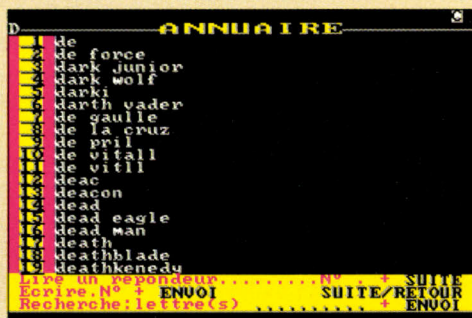 C
D ANNUAIRE
1 de
2 de force
3 dark junior
4 dark wolf
5 darki
6 darth vader
7 de gaulle
8 de la cruz
9 de pril
10 de vitall
11 de vitll
12 deac
13 deacon
14 dead
15 dead eagle
16 dead man
17 death
18 deathblade
19 deathkenedy
Lire un repondeur.........N° . + SUITE
Ecrire.N° + ENVOI SUITE/RETOUR
Recherche:lettre(s) .......... + ENVOI